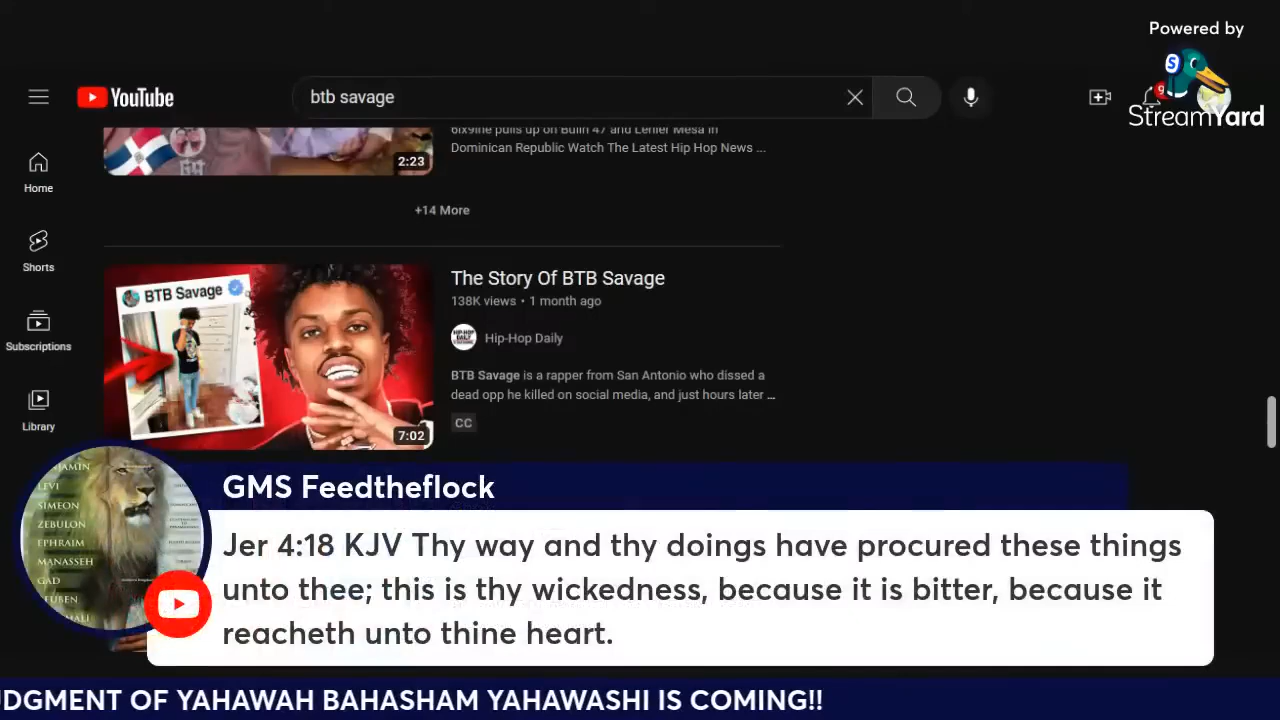 Powered by
StreamYard
YouTube
btb savage
9
6ix9ine pulls up on Bulin 47 and Lenier Mesa in
Dominican Republic Watch The Latest Hip Hop News ...
2:23
Home
+14 More
Shorts
The Story Of BTB Savage
138K views • 1 month ago
BTB Savage
Hip-Hop Daily
Subscriptions
BTB Savage is a rapper from San Antonio who dissed a
dead opp he killed on social media, and just hours later ...
CC
7:02
Library
LEVI
SIMEON
ZEBULON
EPHRAIM
MANASSEH
GAD
GMS Feedtheflock
Jer 4:18 KJV Thy way and thy doings have procured these things
unto thee; this is thy wickedness, because it is bitter, because it
reacheth unto thine heart.
UDGMENT OF YAHAWAH BAHASHAM YAHAWASHI IS COMING!!